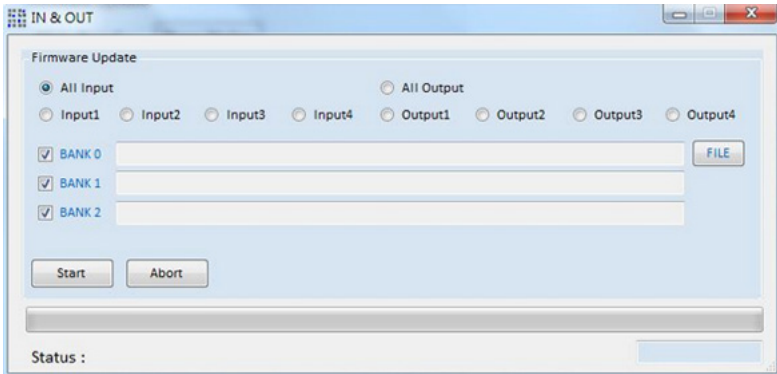 IN & OUT
Firmware Update
All Input All Output
Input1 Input2 Input3 Input4 Output1 Output2 Output3 Output4
BANK 0 FILE
BANK 1
BANK 2
Start Abort
Status :